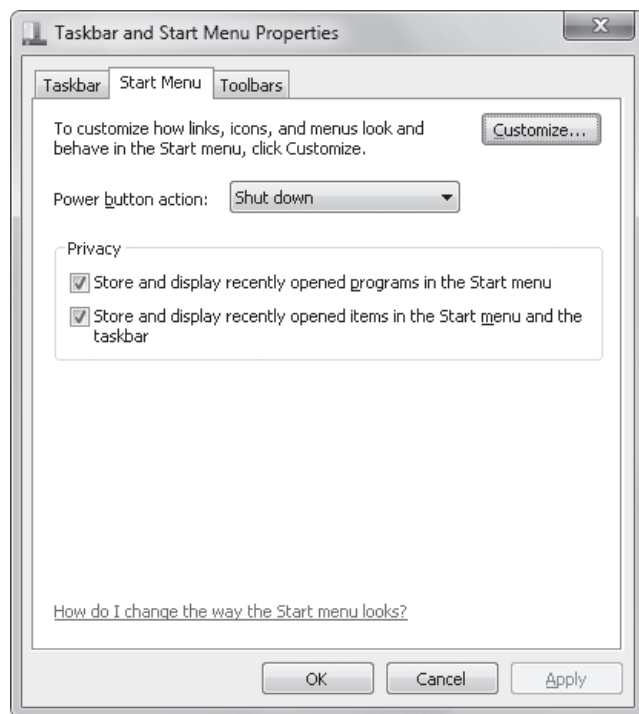 Taskbar and Start Menu Properties
Taskbar
Start Menu
Toolbars
To customize how links, icons, and menus look and
behave in the Start menu, click Customize.
Customize...
Power button action:
Shut down
Privacy
Store and display recently opened programs in the Start menu
Store and display recently opened items in the Start menu and the
taskbar
How do I change the way the Start menu looks?
OK
Cancel
Apply